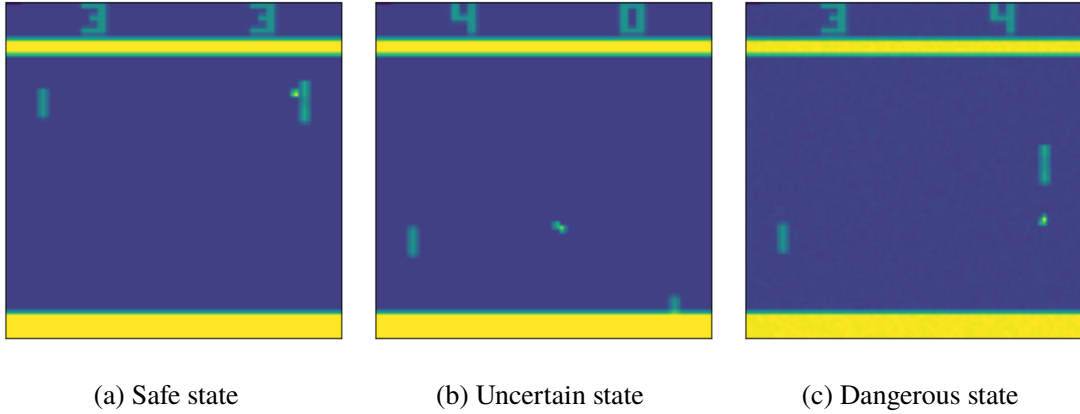 3 3
4 0
3 4
(a) Safe state
(b) Uncertain state
(c) Dangerous state